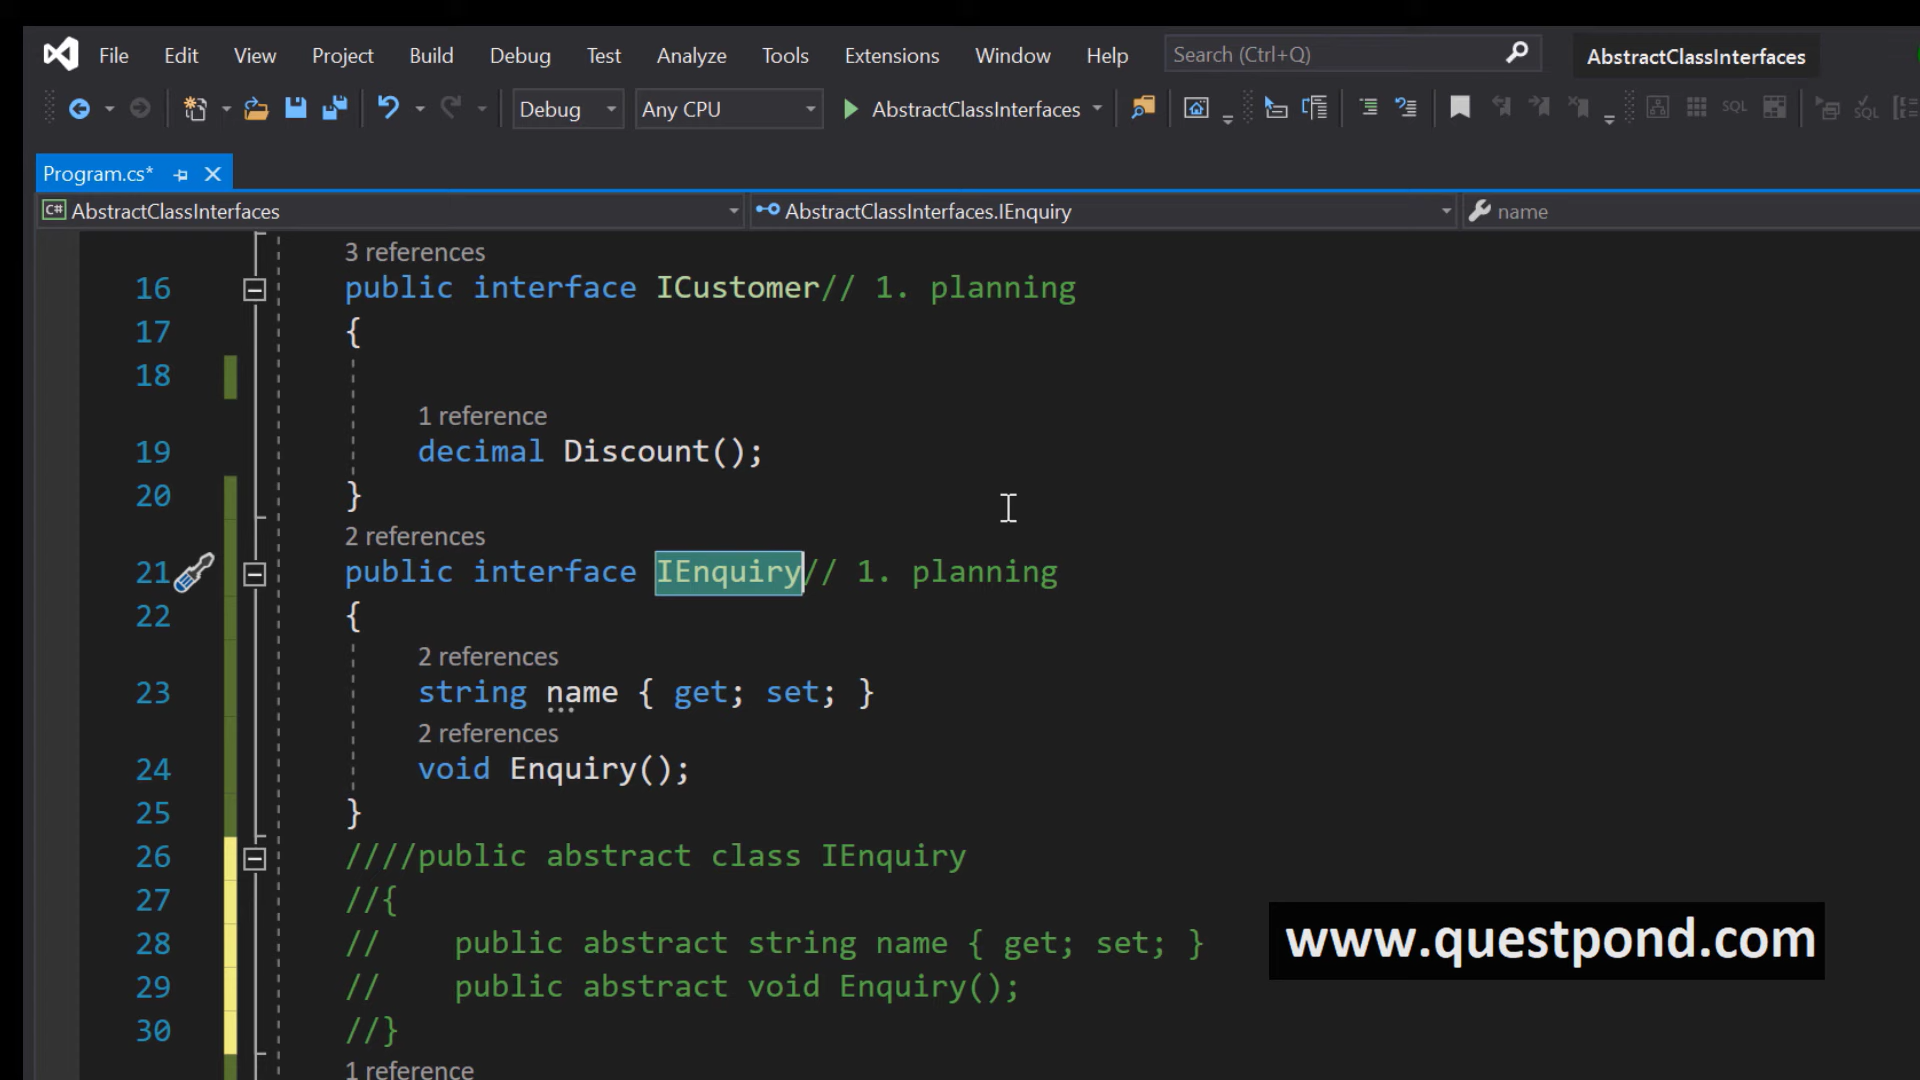 File Edit View Project Build Debug Test Analyze Tools Extensions Window Help Search (Ctrl+Q) AbstractClassInterfaces
Debug Any CPU AbstractClassInterfaces SQL SQL
Program.cs*
C# AbstractClassInterfaces AbstractClassInterfaces.IEnquiry name
3 references
16 public interface ICustomer// 1. planning
17 {
18
1 reference
19 decimal Discount();
20 }
2 references
21 public interface IEnquiry// 1. planning
22 {
2 references
23 string name { get; set; }
2 references
24 void Enquiry();
25 }
26 ////public abstract class IEnquiry
27 //{
28 // public abstract string name { get; set; }
29 // public abstract void Enquiry();
30 //}
1 reference
www.questpond.com